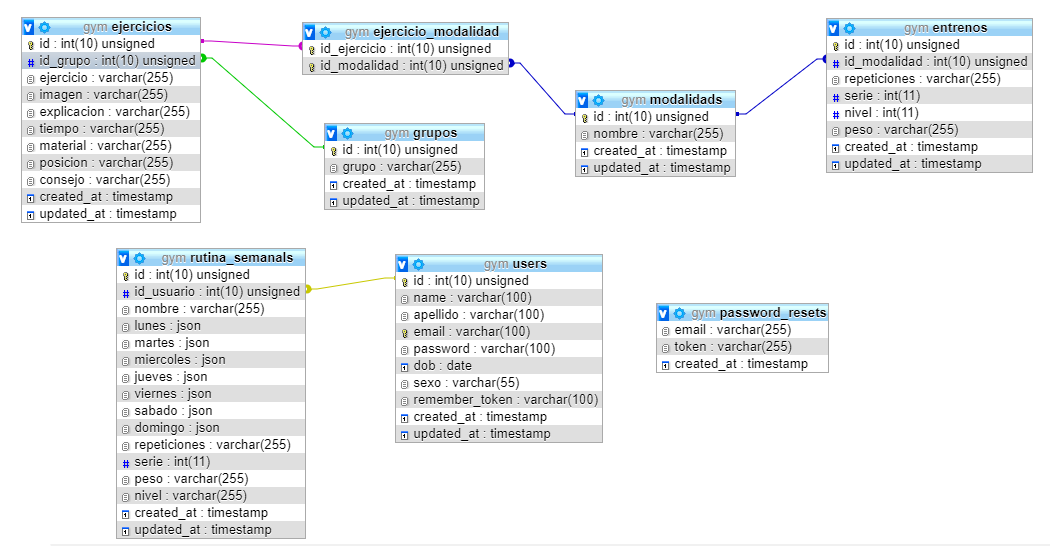 gym ejercicios
id : int(10) unsigned
id_grupo : int(10) unsigned
ejercicio : varchar(255)
imagen : varchar(255)
explicacion : varchar(255)
tiempo : varchar(255)
material : varchar(255)
posicion : varchar(255)
consejo : varchar(255)
created_at : timestamp
updated_at : timestamp
gym ejercicio_modalidad
id_ejercicio : int(10) unsigned
id_modalidad : int(10) unsigned
gym grupos
id : int(10) unsigned
grupo : varchar(255)
created_at : timestamp
updated_at : timestamp
gym modalidads
id : int(10) unsigned
nombre : varchar(255)
created_at : timestamp
updated_at : timestamp
gym entrenos
id : int(10) unsigned
id_modalidad : int(10) unsigned
repeticiones : varchar(255)
serie : int(11)
nivel : int(11)
peso : varchar(255)
created_at : timestamp
updated_at : timestamp
gym rutina_semanals
id : int(10) unsigned
id_usuario : int(10) unsigned
nombre : varchar(255)
lunes : json
martes : json
miercoles : json
jueves : json
viernes : json
sabado : json
domingo : json
repeticiones : varchar(255)
serie : int(11)
peso : varchar(255)
nivel : varchar(255)
created_at : timestamp
updated_at : timestamp
gym users
id : int(10) unsigned
name : varchar(100)
apellido : varchar(100)
email : varchar(100)
password : varchar(100)
dob : date
sexo : varchar(55)
remember_token : varchar(100)
created_at : timestamp
updated_at : timestamp
gym password_resets
email : varchar(255)
token : varchar(255)
created_at : timestamp